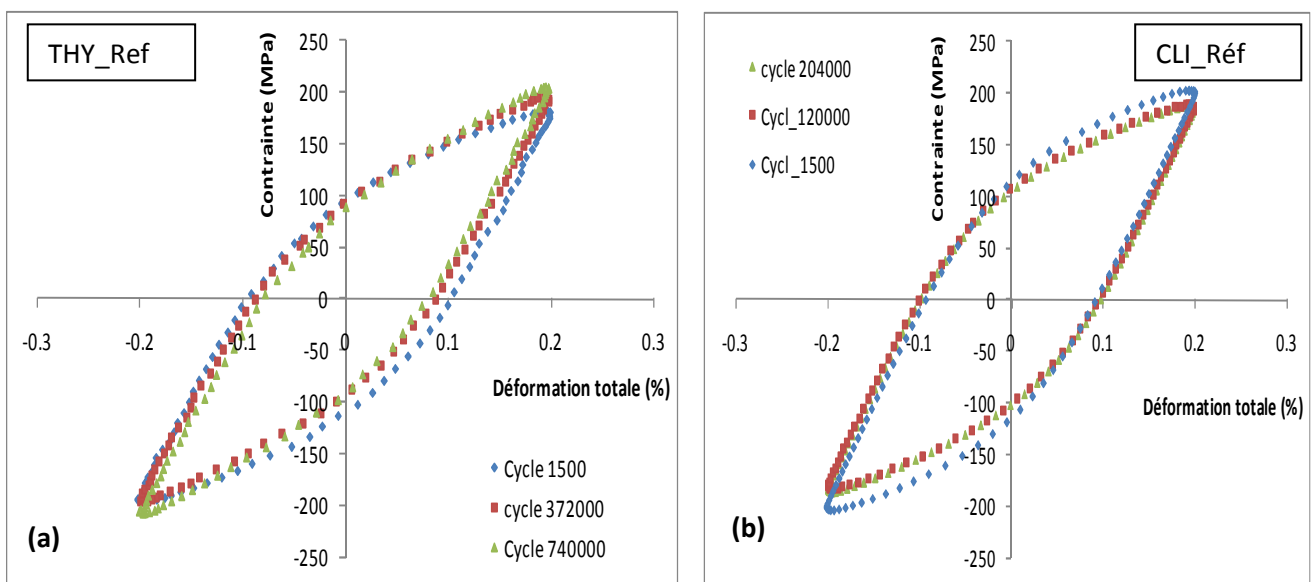 THY_Ref
Contrainte (MPa)
250
200
150
100
50
0
-50
-100
-150
-200
-250
-0.3
-0.2
-0.1
0
0.1
0.2
0.3
Déformation totale (%)
Cycle 1500
cycle 372000
Cycle 740000
(a)
CLI_Réf
cycle 204000
Cycl_120000
Cycl _1500
Contrainte (MPa)
250
200
150
100
50
0
-50
-100
-150
-200
-250
-0.3
-0.2
-0.1
0
0.1
0.2
0.3
Déformation totale (%)
(b)